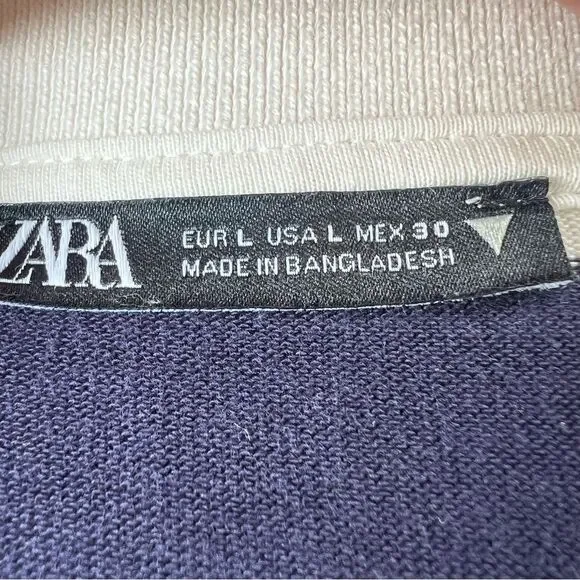 ZARA
EUR L USA L MEX 30
MADE IN BANGLADESH